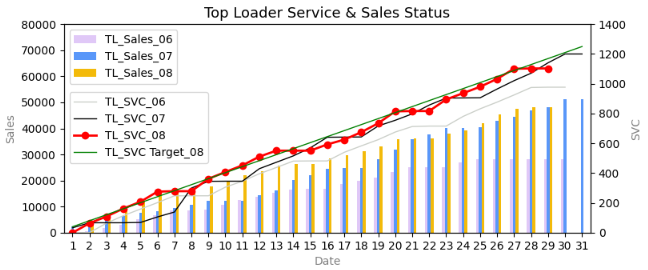 Top Loader Service & Sales Status
TL_Sales_06
TL_Sales_07
TL_Sales_08
TL_SVC_06
TL_SVC_07
TL_SVC_08
TL_SVC Target_08
Sales
80000
70000
60000
50000
40000
30000
20000
10000
0
SVC
1400
1200
1000
800
600
400
200
0
1 2 3 4 5 6 7 8 9 10 11 12 13 14 15 16 17 18 19 20 21 22 23 24 25 26 27 28 29 30 31
Date